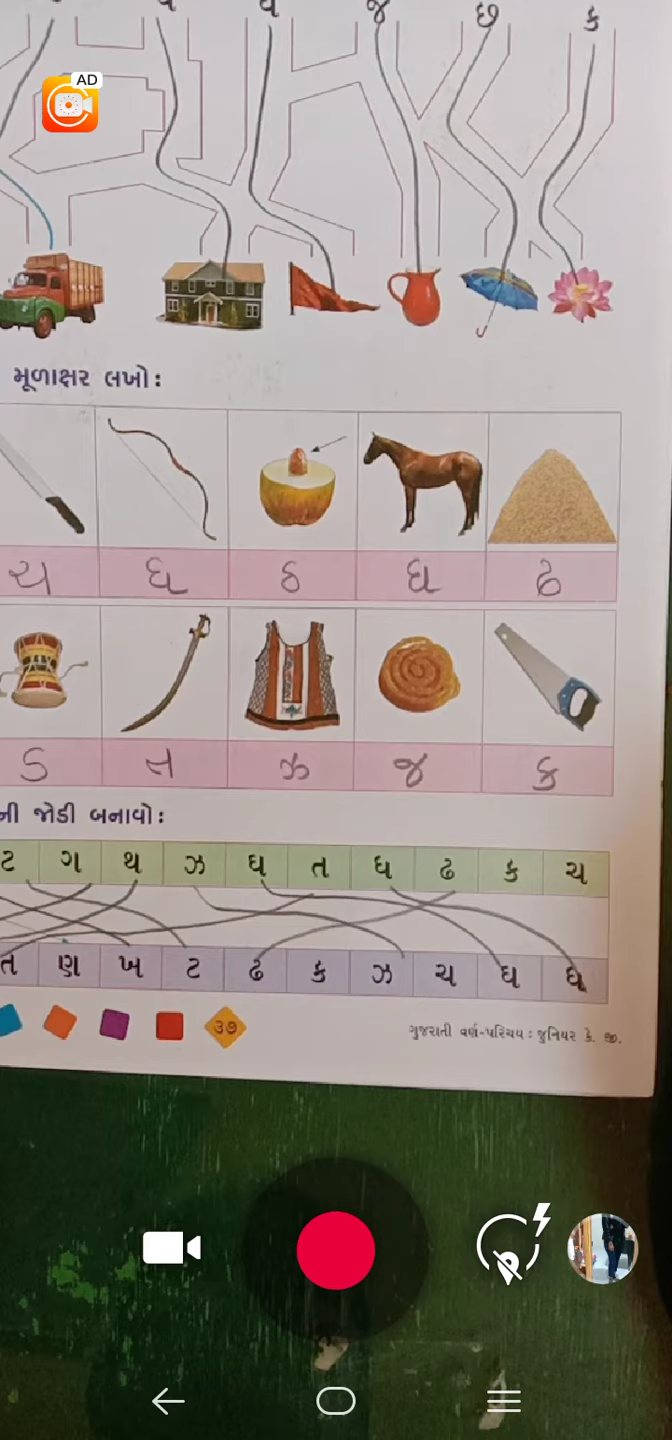 AD
જ છ ક
મૂળાક્ષર લખો:
ચ ધ ઠ ઘ ઢ
ડ ત ઝ જ ક
ની જોડી બનાવો:
ટ ગ થ ઝ ઘ ત ધ ઢ ક ચ
ત ણ ખ ટ ઢ ક ઝ ચ ઘ ધ
૩૭
ગુજરાતી વર્ણ-પરિચય : જુનિયર કે. જી.